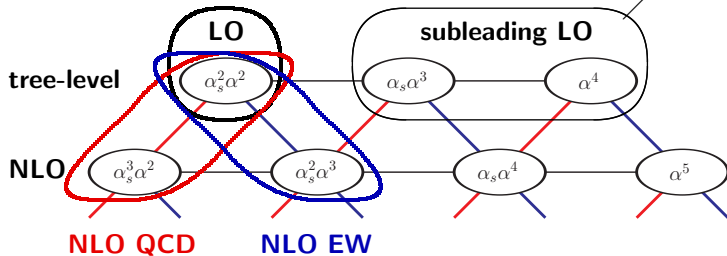 LO subleading LO
tree-level α_s^2α^2 α_sα^3 α^4
NLO α_s^3α^2 α_s^2α^3 α_sα^4 α^5
NLO QCD NLO EW